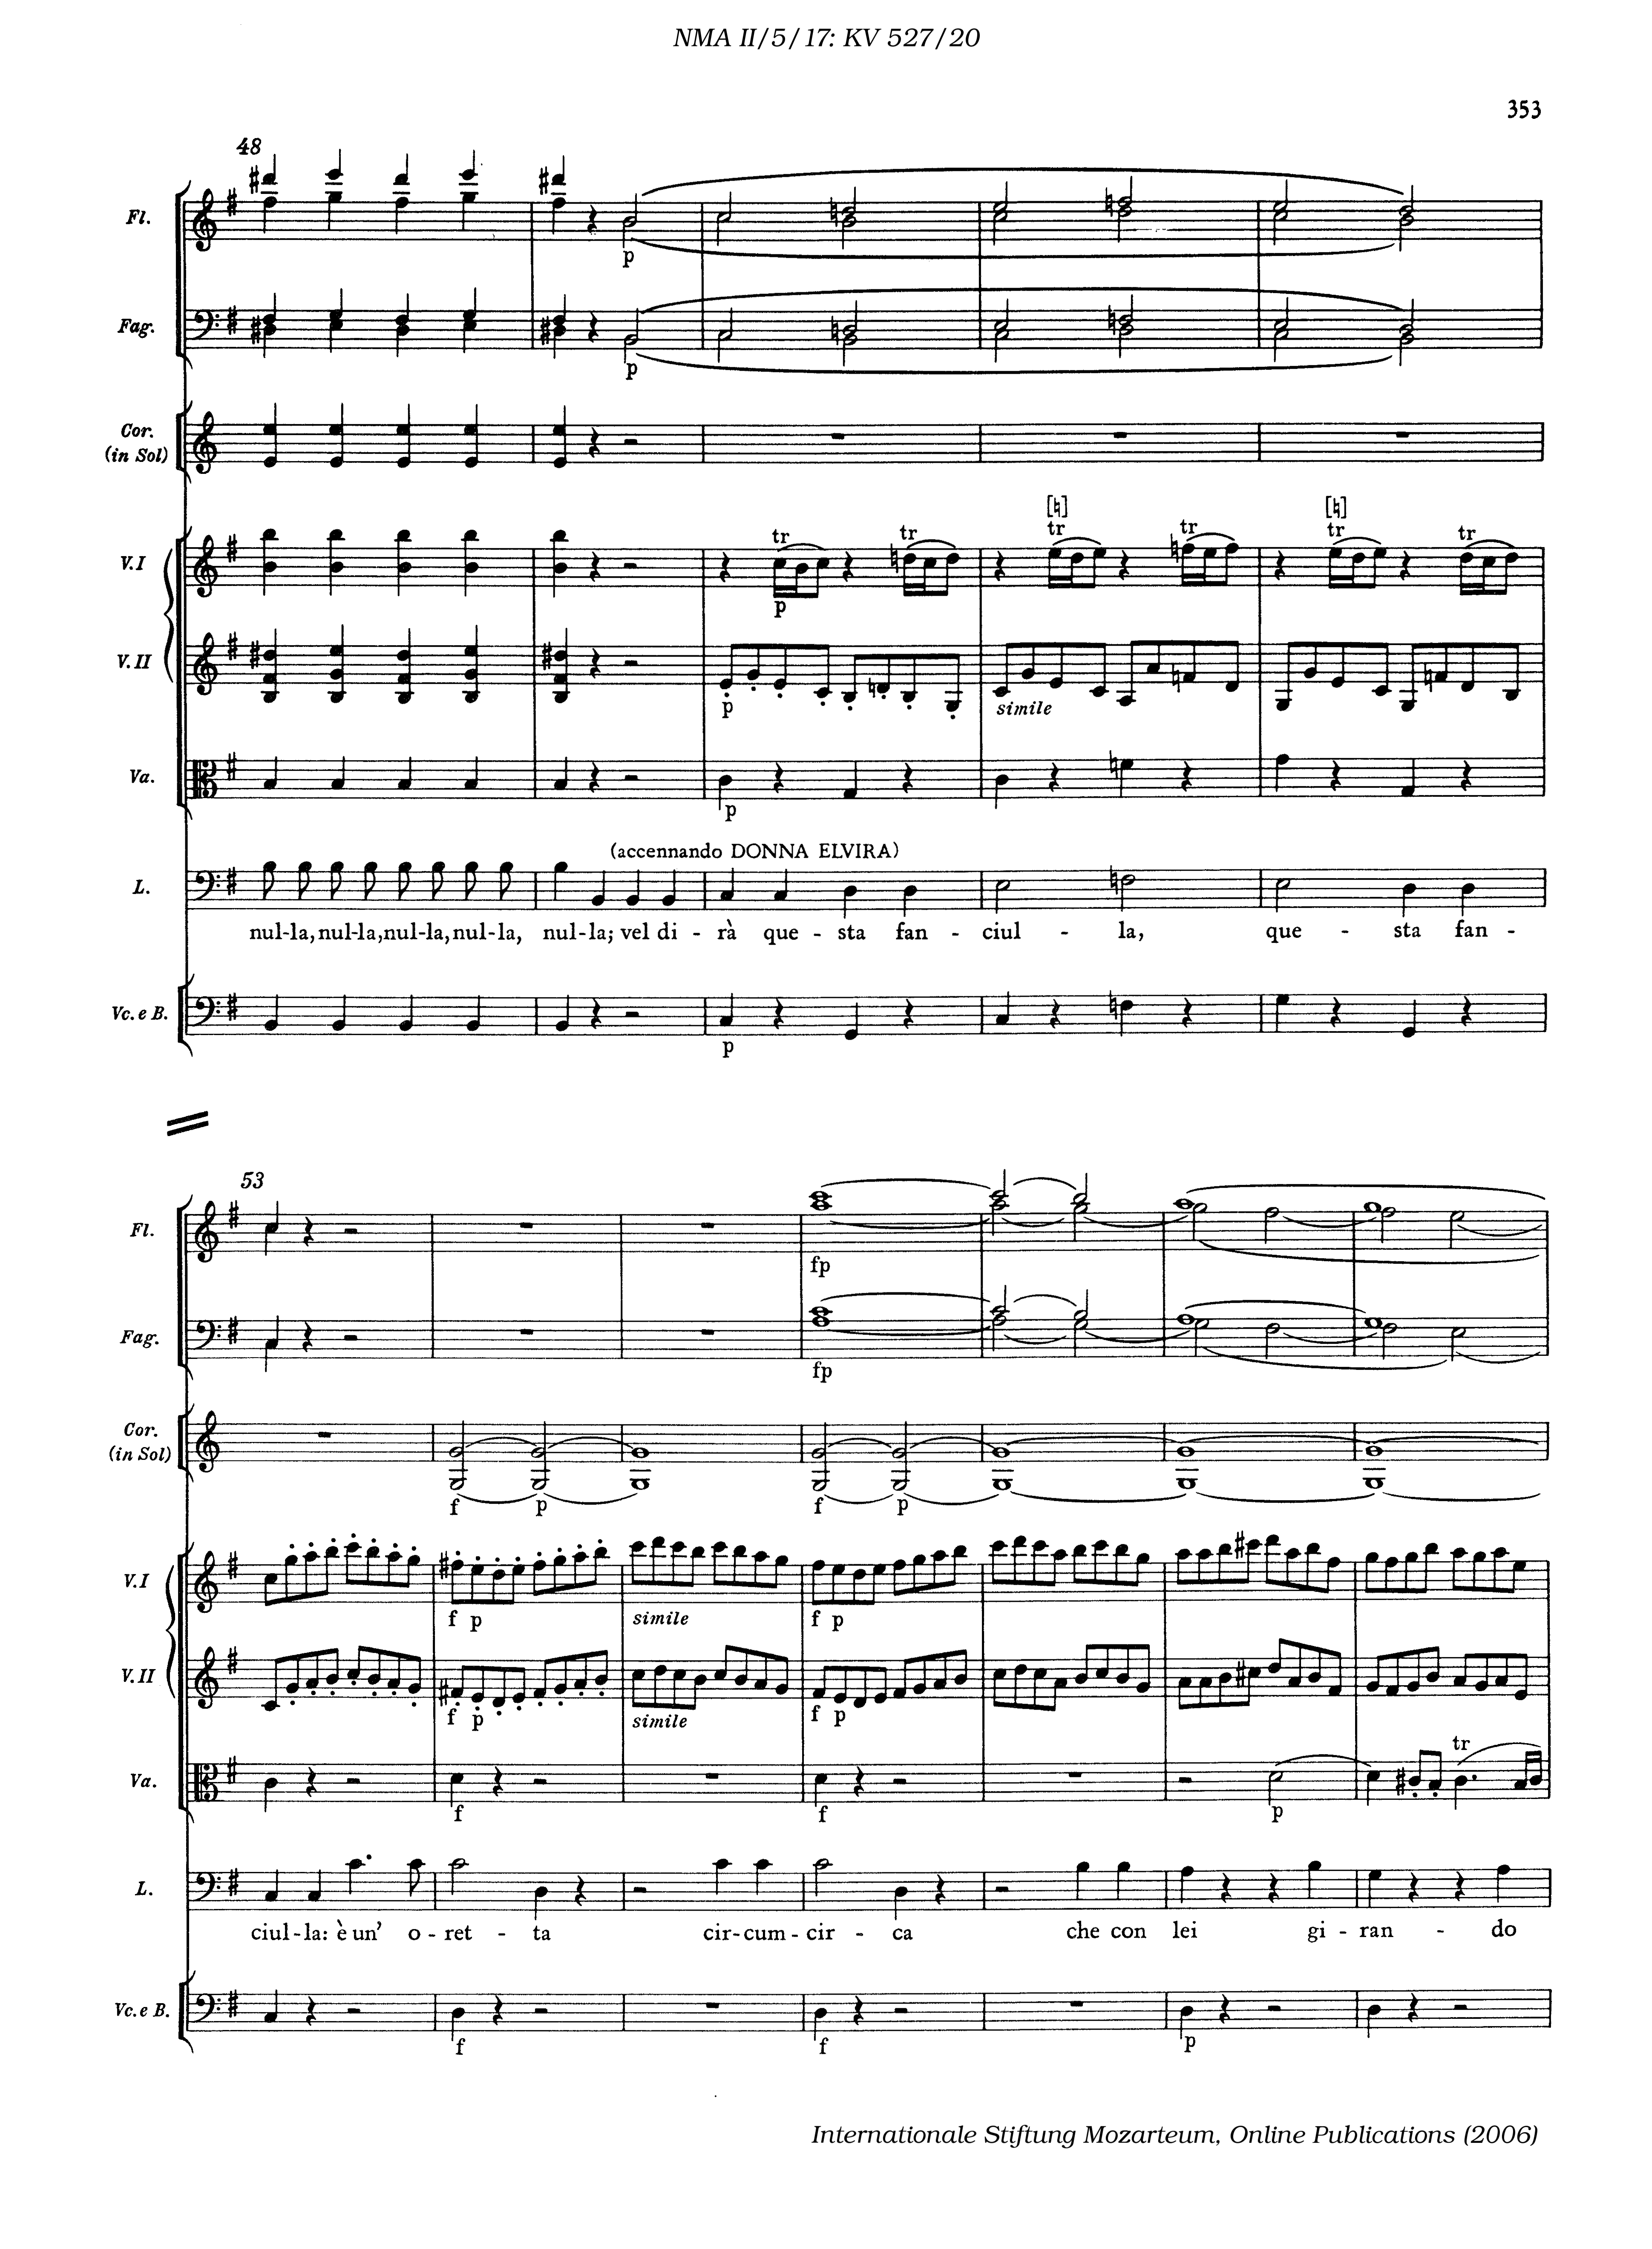 NMA II/5/17: KV 527/20
353
48
Fl.
p
Fag.
p
Cor.
(in Sol)
[♮] [♮]
tr tr tr tr tr tr
V.I
p
V. II
p simile
Va.
p
(accennando DONNA ELVIRA)
L.
nul-la, nul-la, nul-la, nul-la, nul-la; vel di - rà que - sta fan - ciul - la, que - sta fan -
Vc. e B.
p
53
Fl.
fp
Fag.
fp
Cor.
(in Sol)
f p f p
V.I
f p simile f p
V. II
f p simile f p
tr
Va.
f f p
L.
ciul-la: è un' o - ret - ta cir-cum-cir - ca che con lei gi - ran - do
Vc. e B.
f f p
Internationale Stiftung Mozarteum, Online Publications (2006)